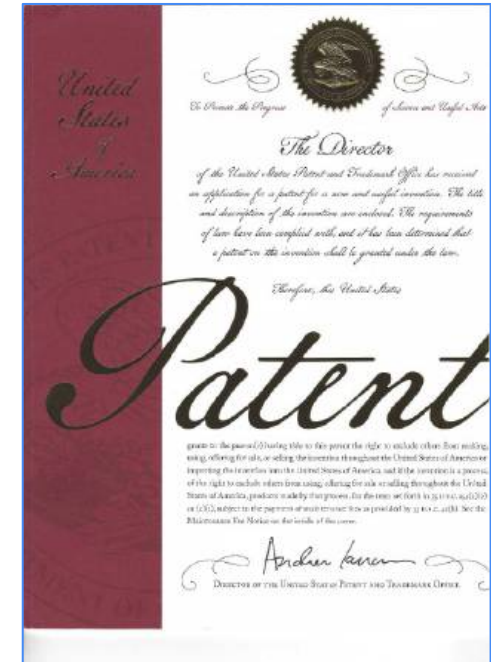 United
States
of
America
To Promote the Progress
of Science and Useful Arts
The Director
of the United States Patent and Trademark Office has received
an application for a patent for a new and useful invention. The title
and description of the invention are enclosed. The requirements
of law have been complied with, and it has been determined that
a patent on the invention shall be granted under the law.
Therefore, this United States
Patent
grants to the person(s) having title to this patent the right to exclude others from making,
using, offering for sale, or selling the invention throughout the United States of America or
importing the invention into the United States of America, and if the invention is a process,
of the right to exclude others from using, offering for sale or selling throughout the United
States of America, products made by that process, for the term set forth in 35 U.S.C. 154(a)(2)
or (c)(1), subject to the payment of maintenance fees as provided by 35 U.S.C. 41(b). See the
Maintenance Fee Notice on the inside of the cover.
Director of the United States Patent and Trademark Office